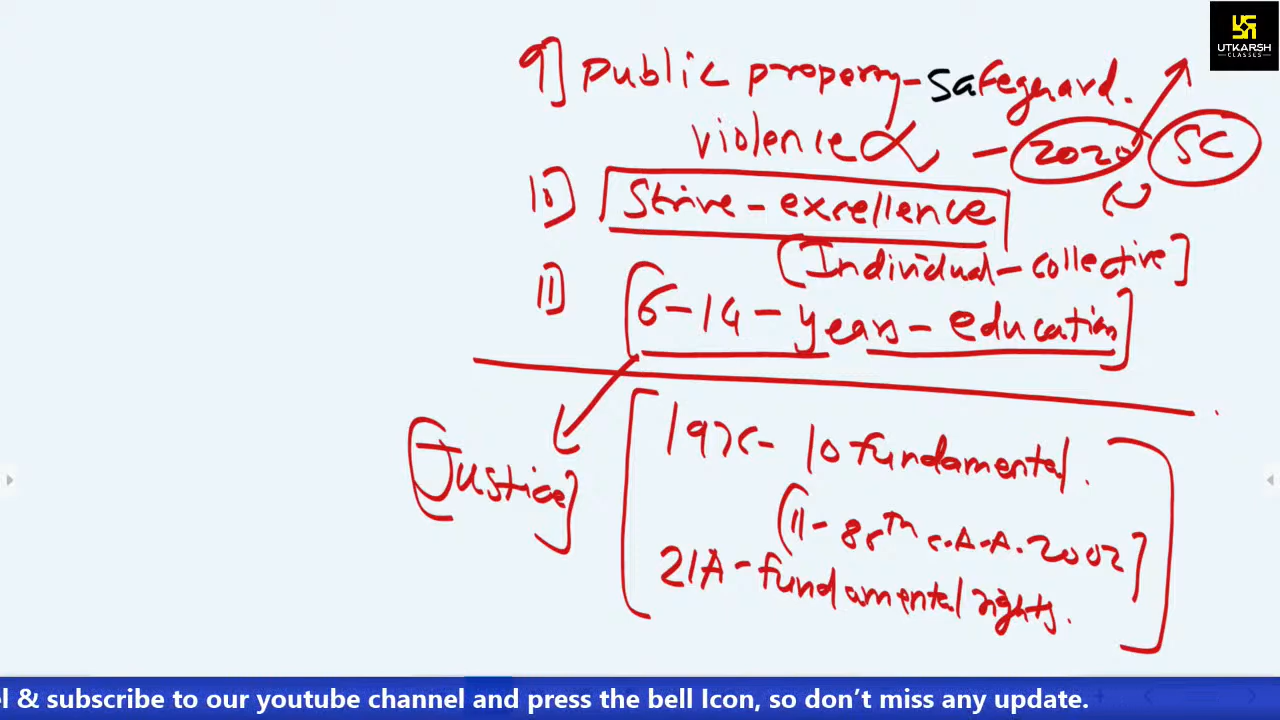 UTKARSH
CLASSES
9] public property - safeguard.
violence - 2020 SC
10] Strive - excellence
[Individual - collective]
11] [6-14 - years - education]
[Justice]
197 - 10 fundamental.
(11 - 86th C.A.A. 2002]
21A - fundamental rights.
l & subscribe to our youtube channel and press the bell Icon, so don’t miss any update.